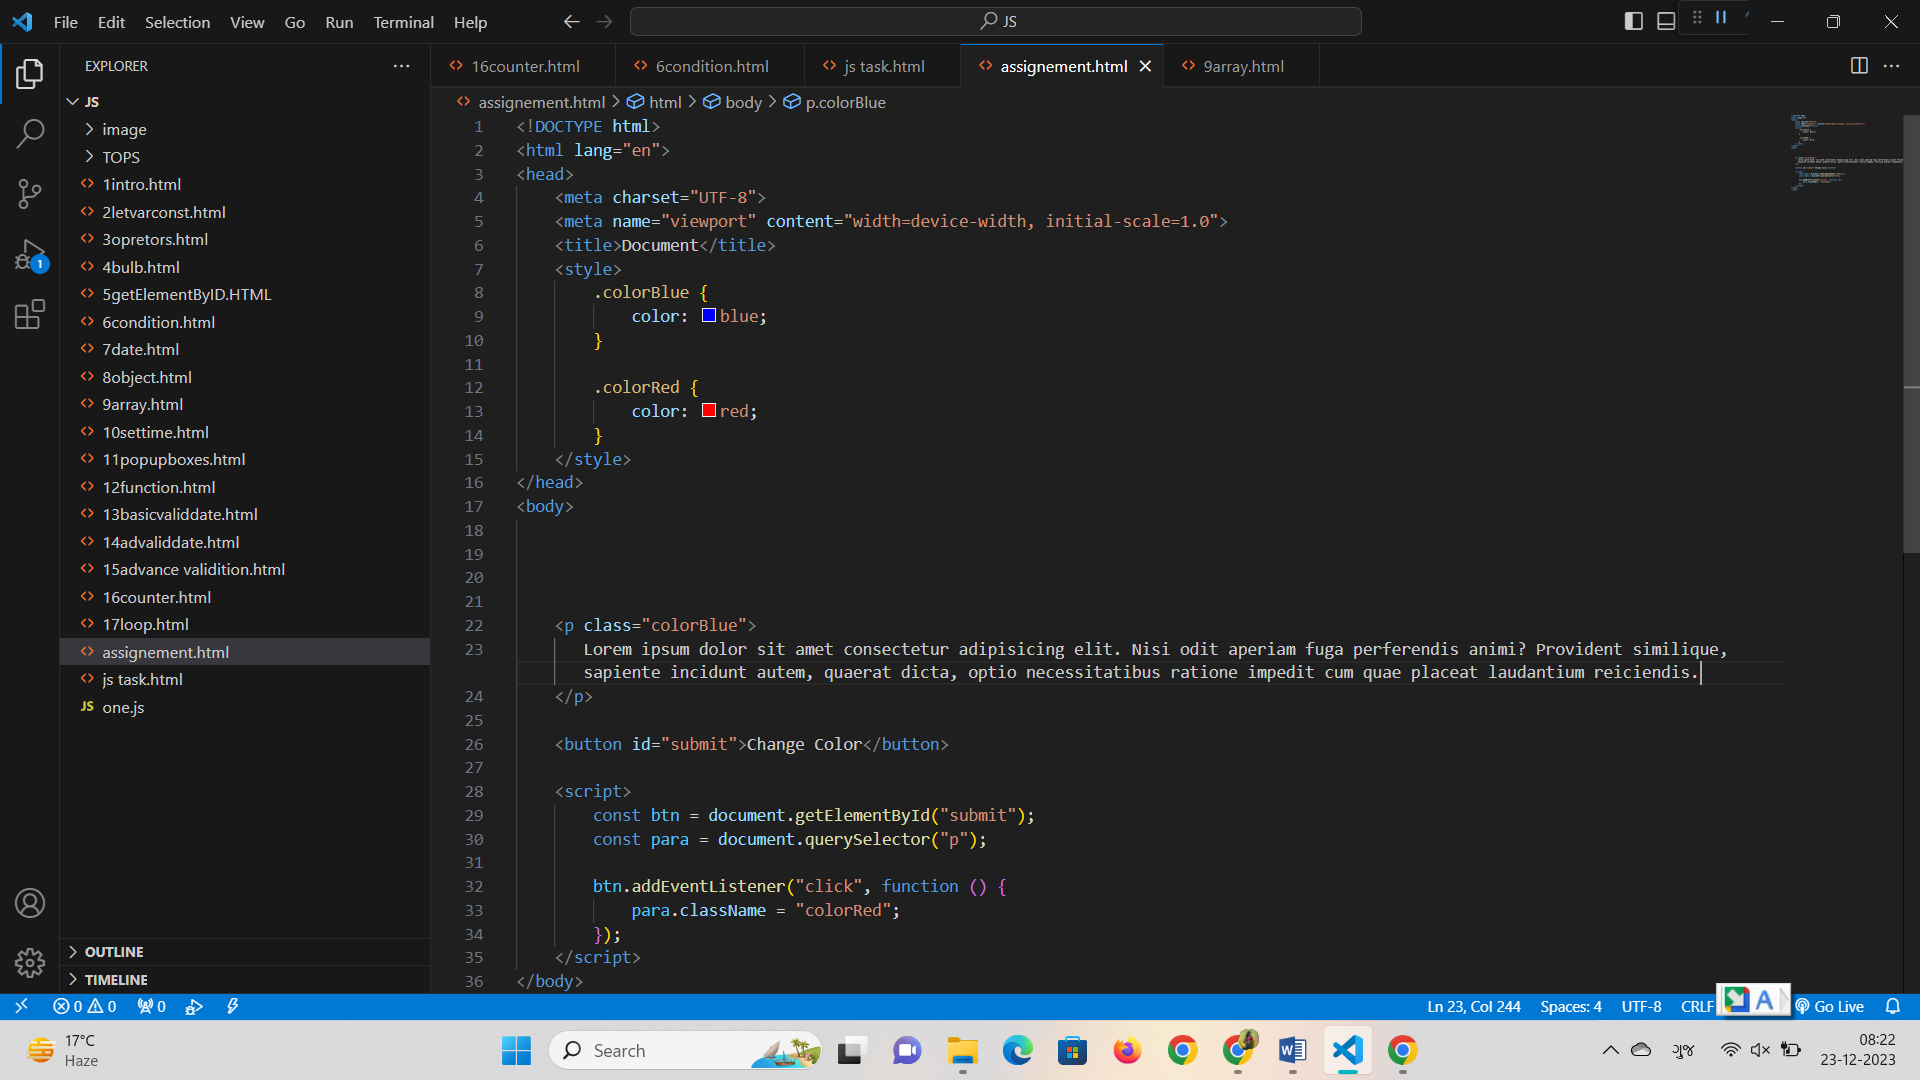 File Edit Selection View Go Run Terminal Help
JS
EXPLORER
JS
image
TOPS
1intro.html
2letvarconst.html
3opretors.html
4bulb.html
5getElementByID.HTML
6condition.html
7date.html
8object.html
9array.html
10settime.html
11popupboxes.html
12function.html
13basicvaliddate.html
14advaliddate.html
15advance validition.html
16counter.html
17loop.html
assignement.html
js task.html
JS one.js
OUTLINE
TIMELINE
16counter.html 6condition.html js task.html assignement.html 9array.html
assignement.html > html > body > p.colorBlue
1 <!DOCTYPE html>
2 <html lang="en">
3 <head>
4 <meta charset="UTF-8">
5 <meta name="viewport" content="width=device-width, initial-scale=1.0">
6 <title>Document</title>
7 <style>
8 .colorBlue {
9 color: blue;
10 }
11
12 .colorRed {
13 color: red;
14 }
15 </style>
16 </head>
17 <body>
18
19
20
21
22 <p class="colorBlue">
23 Lorem ipsum dolor sit amet consectetur adipisicing elit. Nisi odit aperiam fuga perferendis animi? Provident similique,
sapiente incidunt autem, quaerat dicta, optio necessitatibus ratione impedit cum quae placeat laudantium reiciendis.
24 </p>
25
26 <button id="submit">Change Color</button>
27
28 <script>
29 const btn = document.getElementById("submit");
30 const para = document.querySelector("p");
31
32 btn.addEventListener("click", function () {
33 para.className = "colorRed";
34 });
35 </script>
36 </body>
1
0 0 0
Ln 23, Col 244 Spaces: 4 UTF-8 CRLF A Go Live
17°C
Haze
Search
ગુજ
08:22
23-12-2023